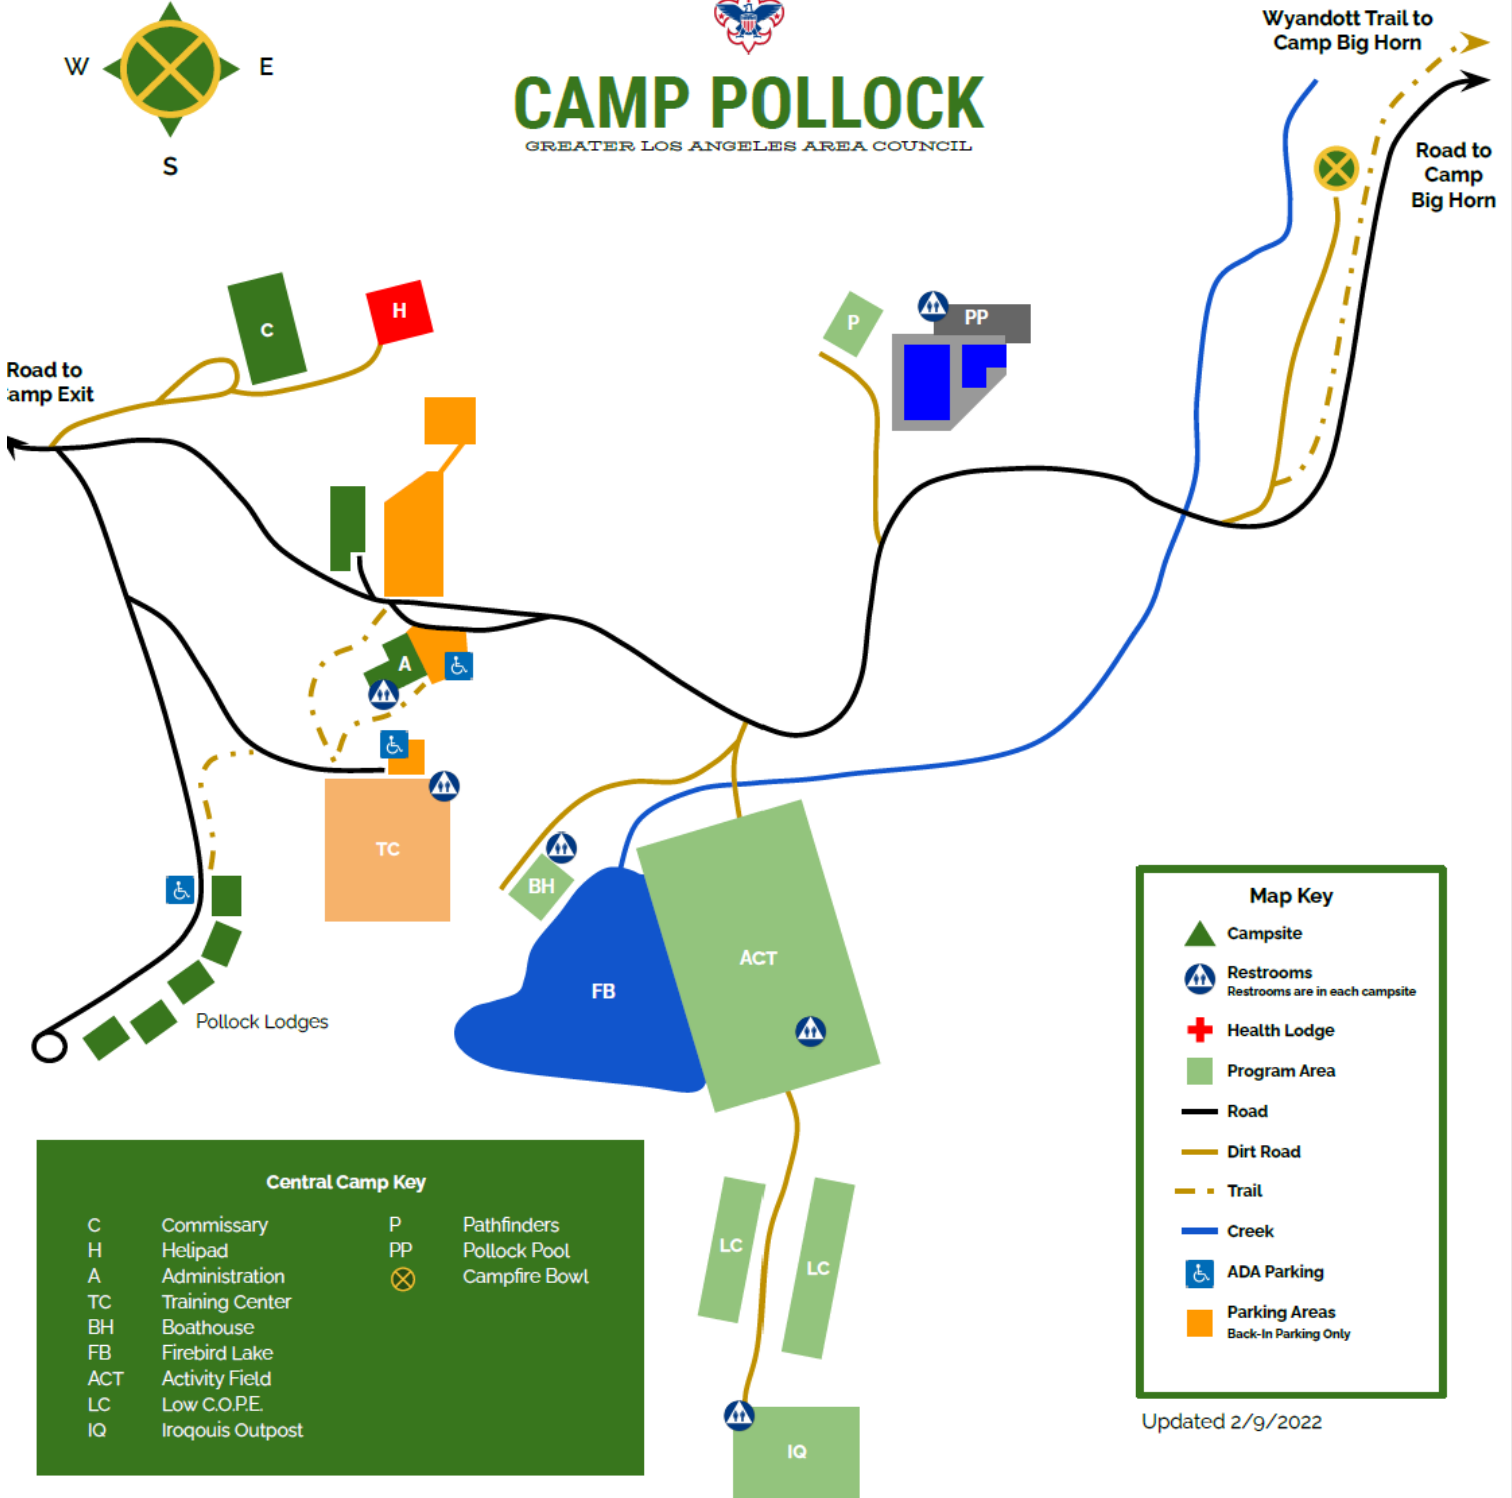 W
E
S
CAMP POLLOCK
GREATER LOS ANGELES AREA COUNCIL
Wyandott Trail to
Camp Big Horn
Road to
Camp
Big Horn
C
H
P
PP
Road to
amp Exit
A
TC
BH
FB
ACT
Pollock Lodges
LC
LC
IQ
Map Key
Campsite
Restrooms
Restrooms are in each campsite
Health Lodge
Program Area
Road
Dirt Road
Trail
Creek
ADA Parking
Parking Areas
Back-In Parking Only
Updated 2/9/2022
Central Camp Key
C Commissary
H Helipad
A Administration
TC Training Center
BH Boathouse
FB Firebird Lake
ACT Activity Field
LC Low C.O.P.E.
IQ Iroqouis Outpost
P Pathfinders
PP Pollock Pool
Campfire Bowl